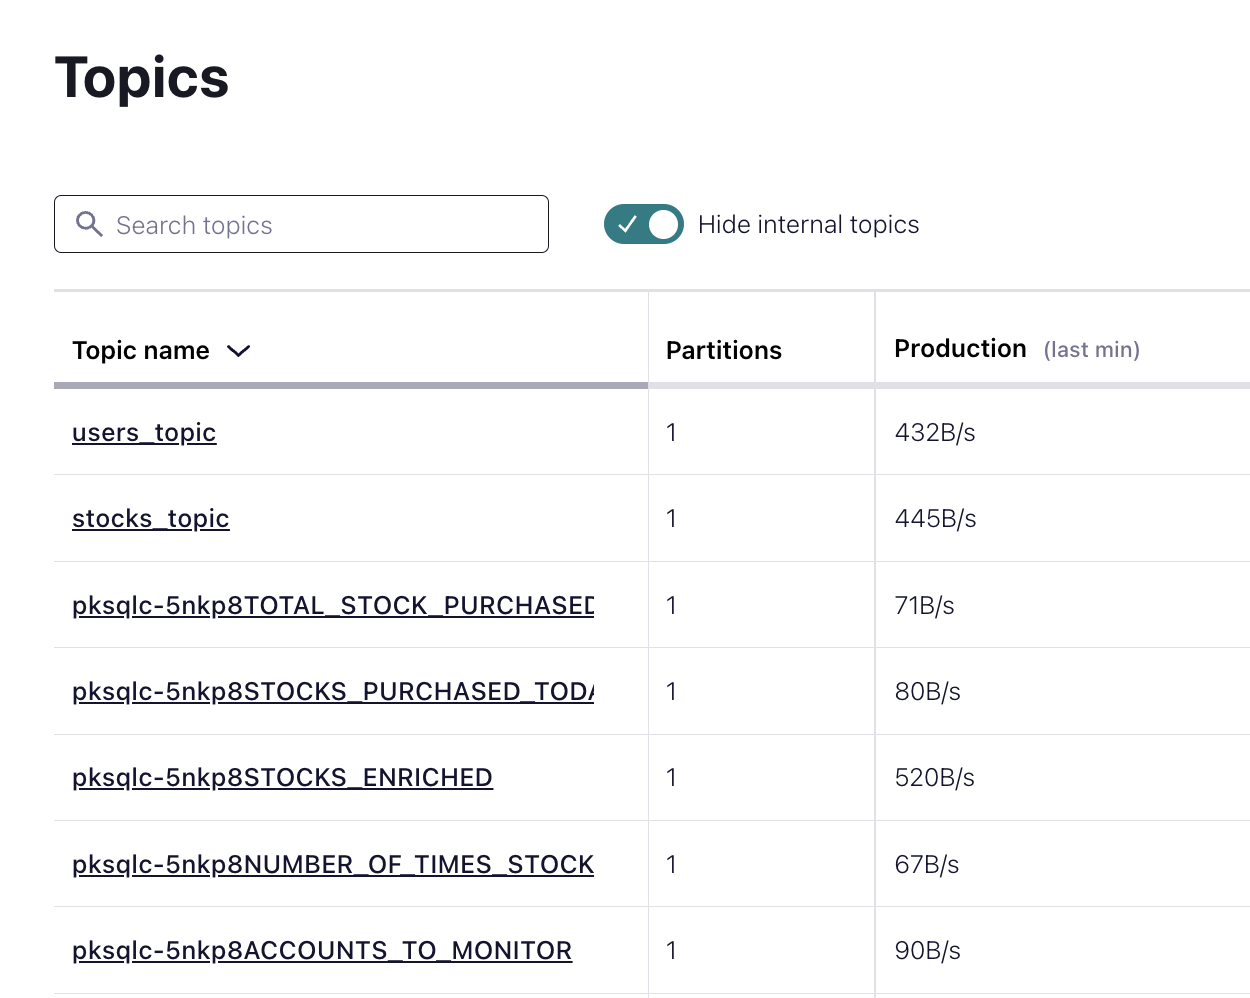 Topics
Search topics
Hide internal topics
Topic name Partitions Production (last min)
users_topic 1 432B/s
stocks_topic 1 445B/s
pksqlc-5nkp8TOTAL_STOCK_PURCHASED 1 71B/s
pksqlc-5nkp8STOCKS_PURCHASED_TODA 1 80B/s
pksqlc-5nkp8STOCKS_ENRICHED 1 520B/s
pksqlc-5nkp8NUMBER_OF_TIMES_STOCK 1 67B/s
pksqlc-5nkp8ACCOUNTS_TO_MONITOR 1 90B/s